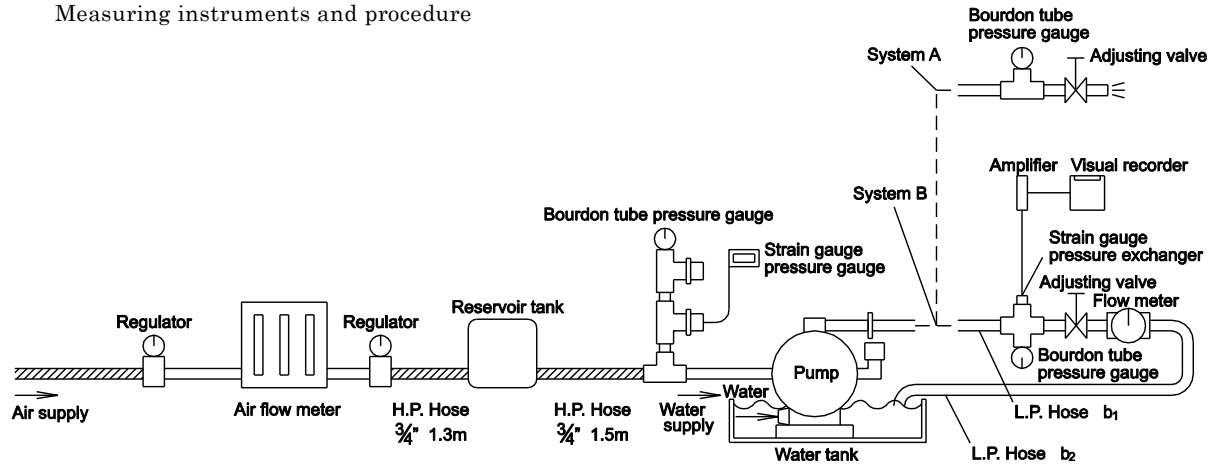 Measuring instruments and procedure
Bourdon tube
pressure gauge
System A
Adjusting valve
Amplifier
Visual recorder
System B
Bourdon tube pressure gauge
Strain gauge
pressure gauge
Strain gauge
pressure exchanger
Adjusting valve
Flow meter
Regulator
Regulator
Reservoir tank
Bourdon tube
pressure gauge
Pump
Water
Air supply
Air flow meter
H.P. Hose
¾" 1.3m
H.P. Hose
¾" 1.5m
Water
supply
Water tank
L.P. Hose b₁
L.P. Hose b₂